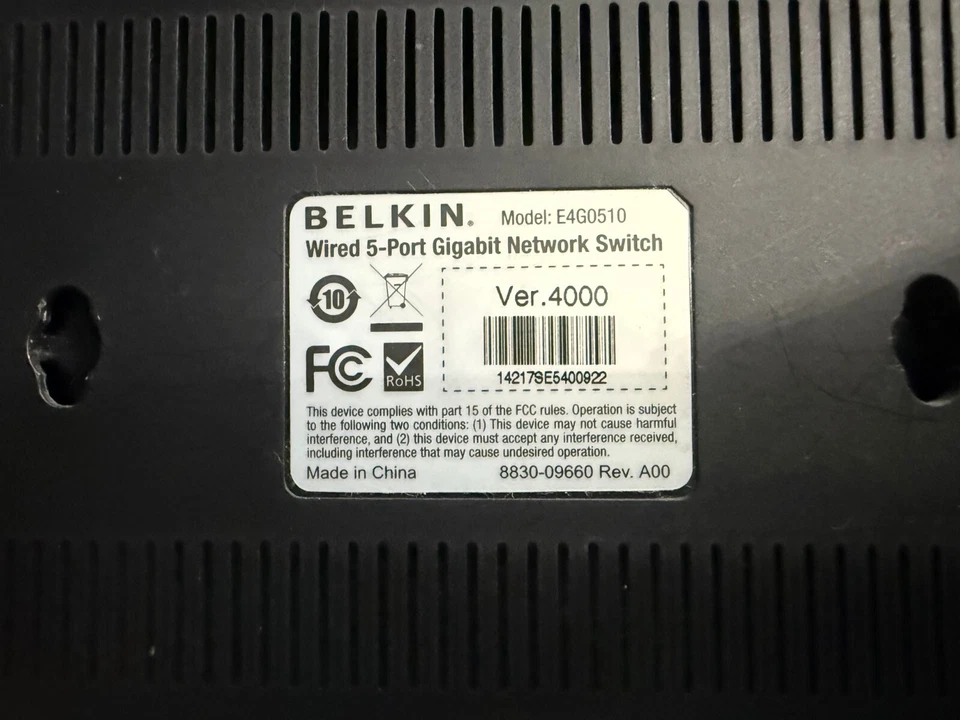 BELKIN. Model: E4G0510
Wired 5-Port Gigabit Network Switch
10
Ver.4000
14217SE5400922
FCC
RoHS
This device complies with part 15 of the FCC rules. Operation is subject
to the following two conditions: (1) This device may not cause harmful
interference, and (2) this device must accept any interference received,
including interference that may cause undesired operation.
Made in China 8830-09660 Rev. A00